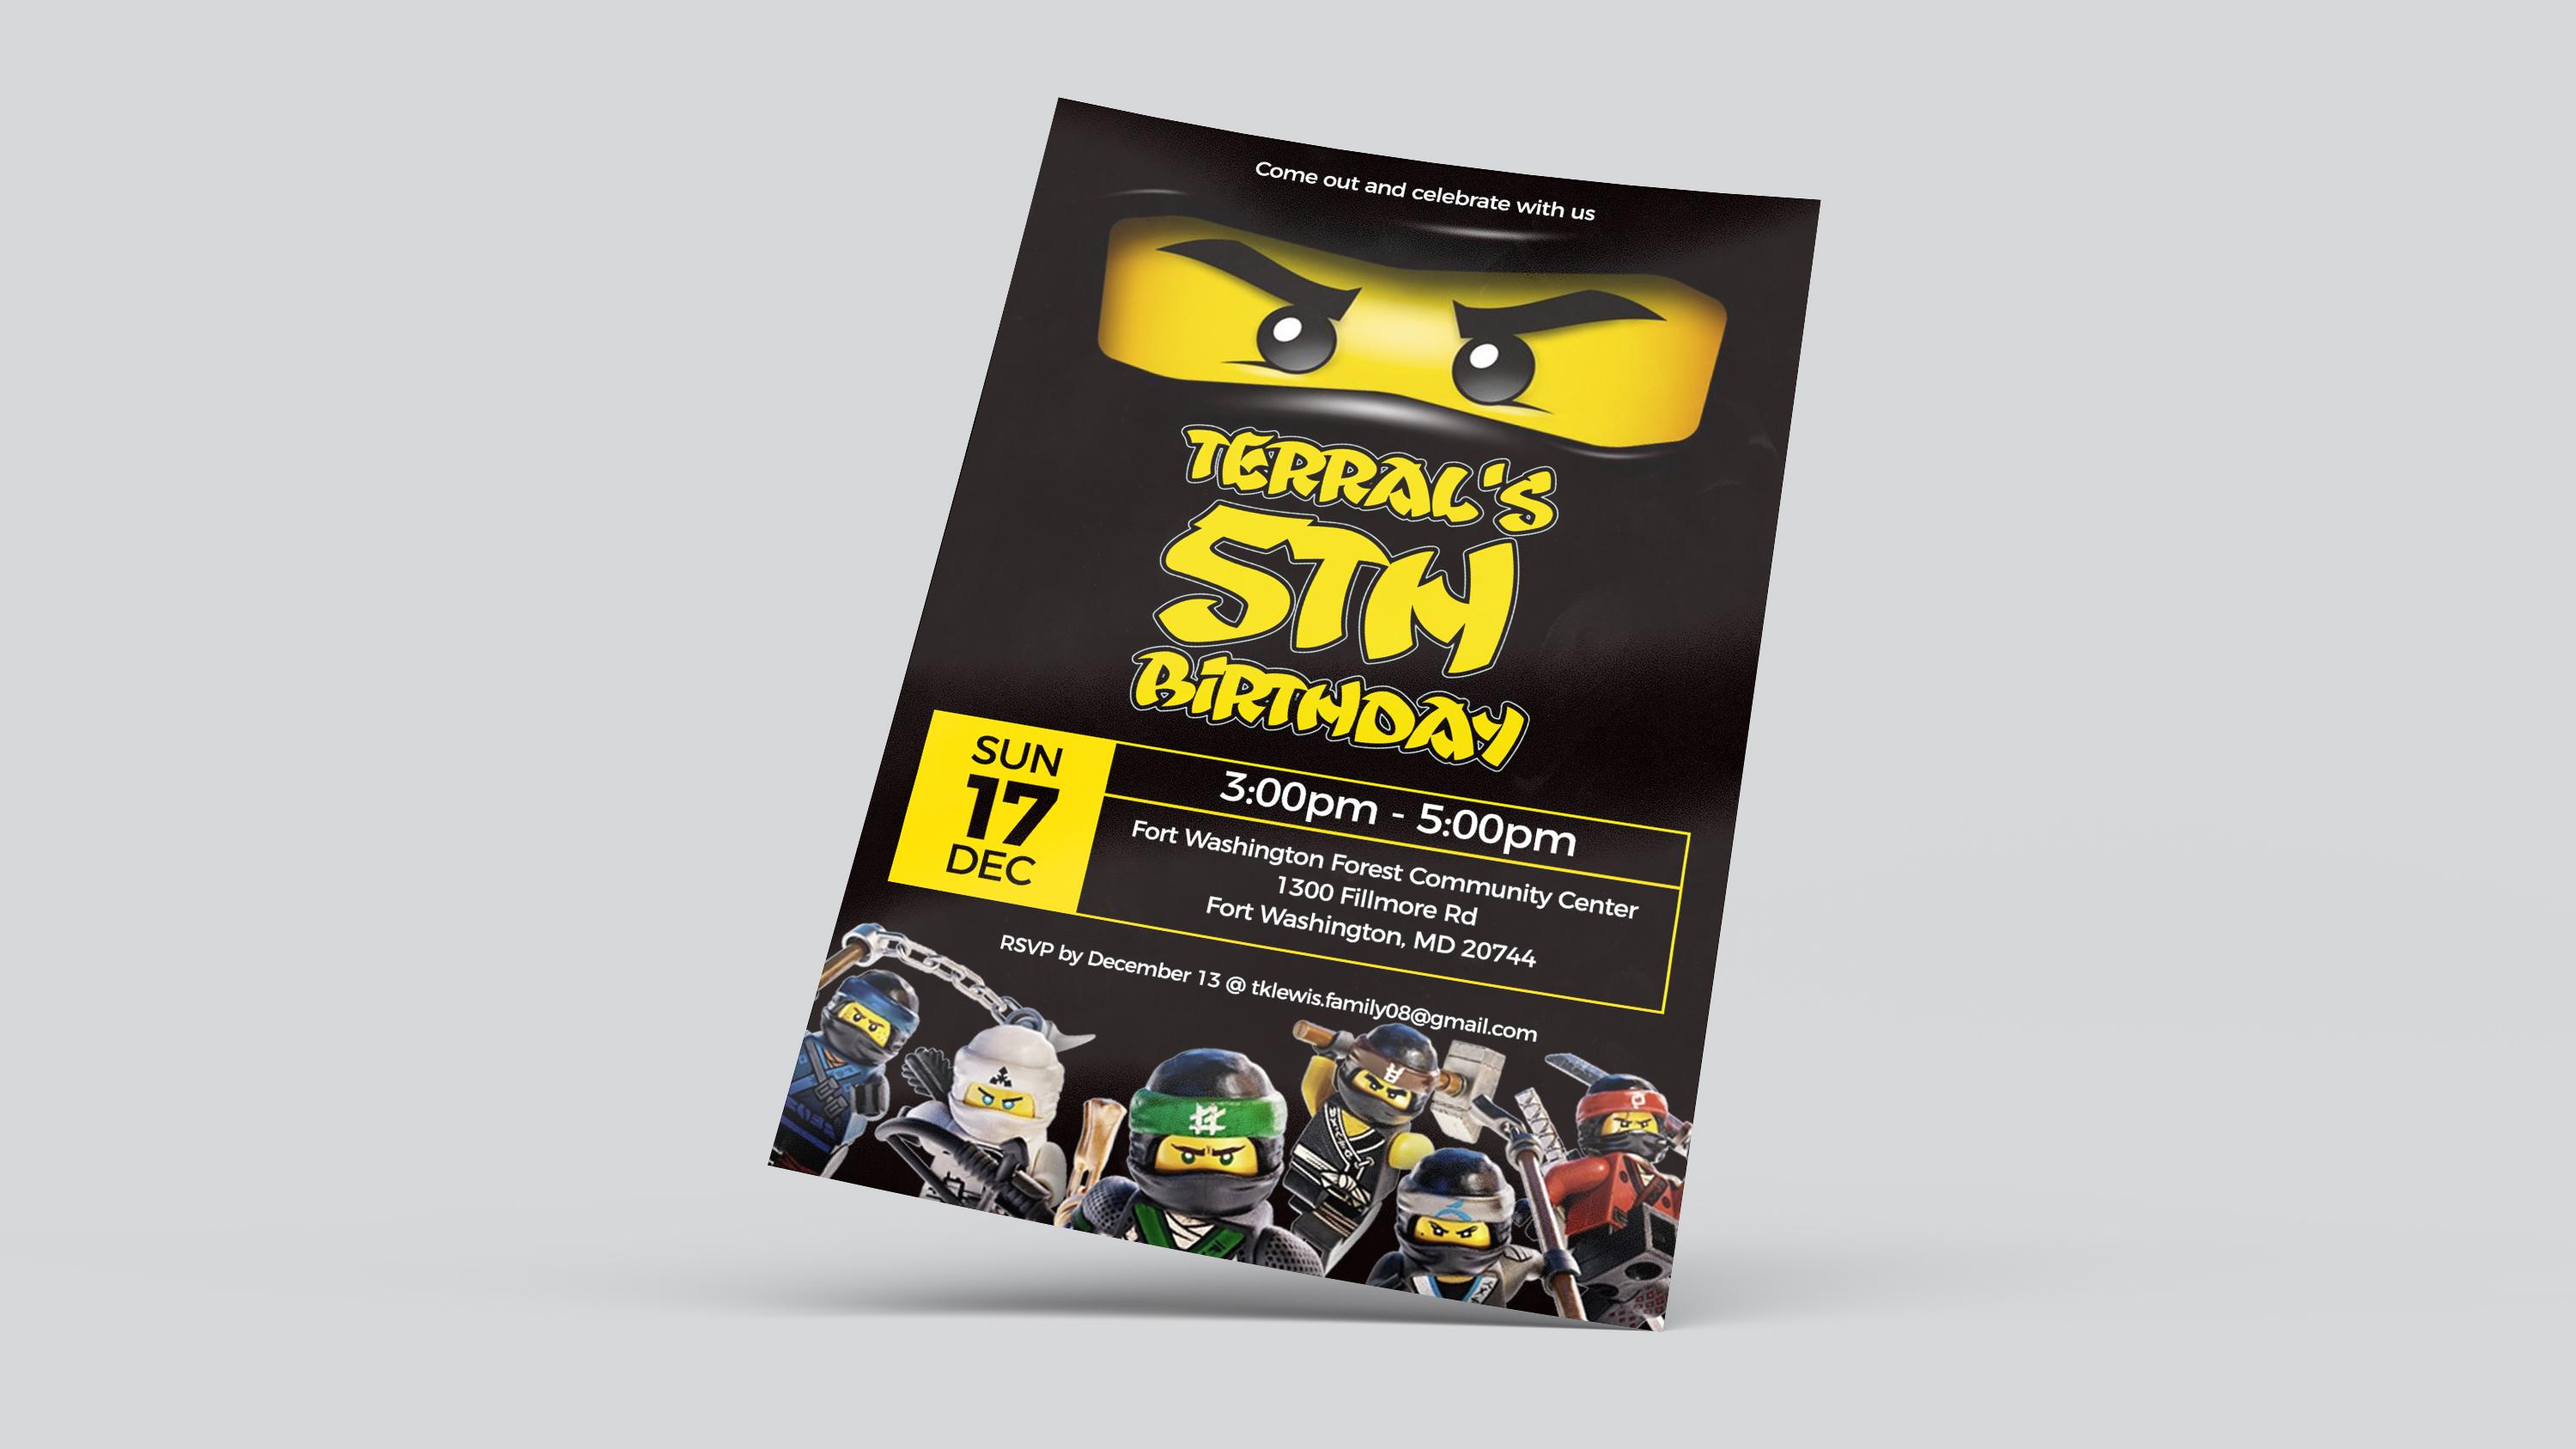 Come out and celebrate with us
TERRAL'S
5TH
BiRTHDAY
SUN
17
DEC
3:00pm - 5:00pm
Fort Washington Forest Community Center
1300 Fillmore Rd
Fort Washington, MD 20744
RSVP by December 13 @ tklewis.family08@gmail.com